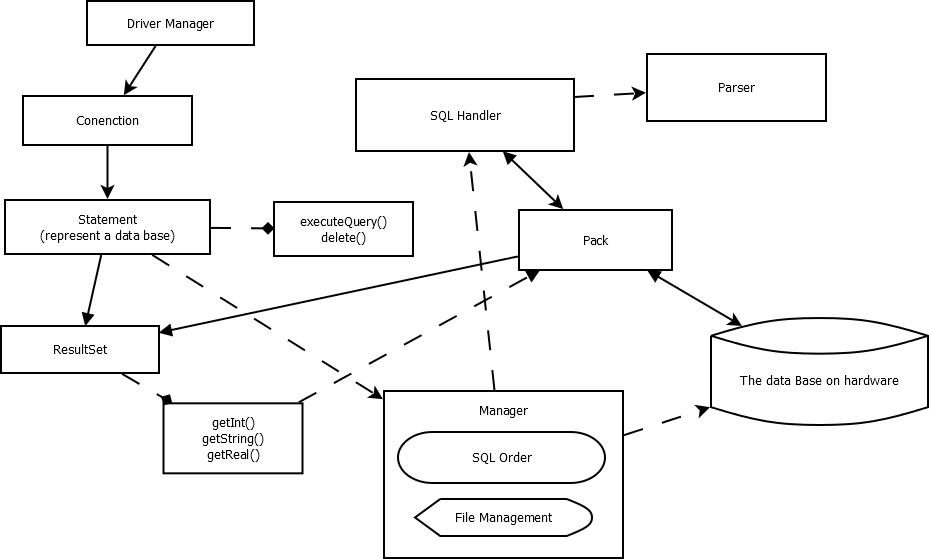 Driver Manager
Conenction
Statement
(represent a data base)
executeQuery()
delete()
SQL Handler
Parser
Pack
ResultSet
getInt()
getString()
getReal()
Manager
SQL Order
File Management
The data Base on hardware